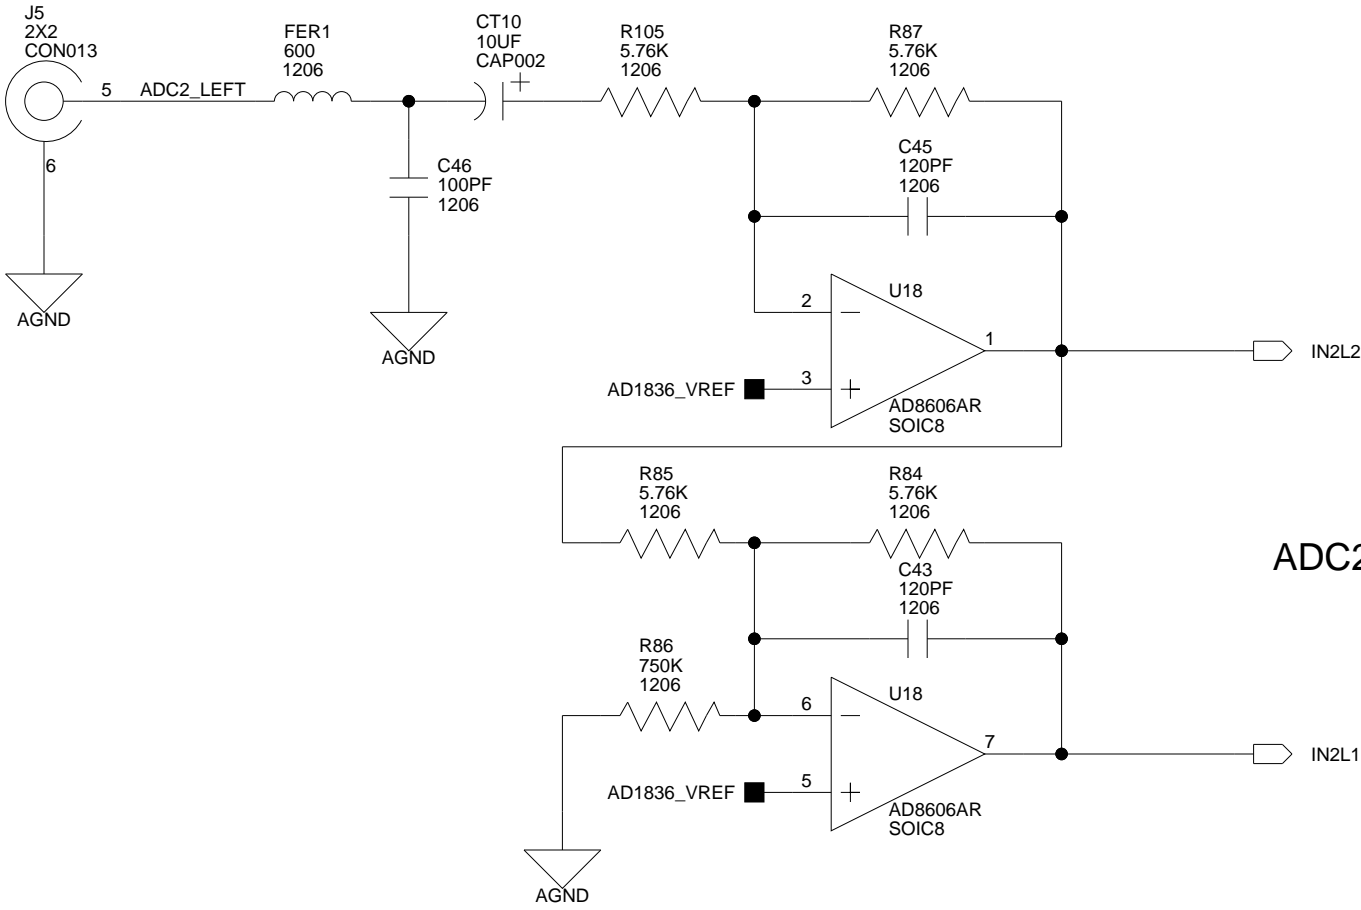 J5
2X2
CON013
5
ADC2_LEFT
6
AGND
FER1
600
1206
CT10
10UF
CAP002
C46
100PF
1206
AGND
R105
5.76K
1206
R87
5.76K
1206
C45
120PF
1206
U18
2
1
3
AD1836_VREF
AD8606AR
SOIC8
IN2L2
R85
5.76K
1206
R84
5.76K
1206
C43
120PF
1206
ADC2
R86
750K
1206
U18
6
7
5
AD1836_VREF
AD8606AR
SOIC8
IN2L1
AGND